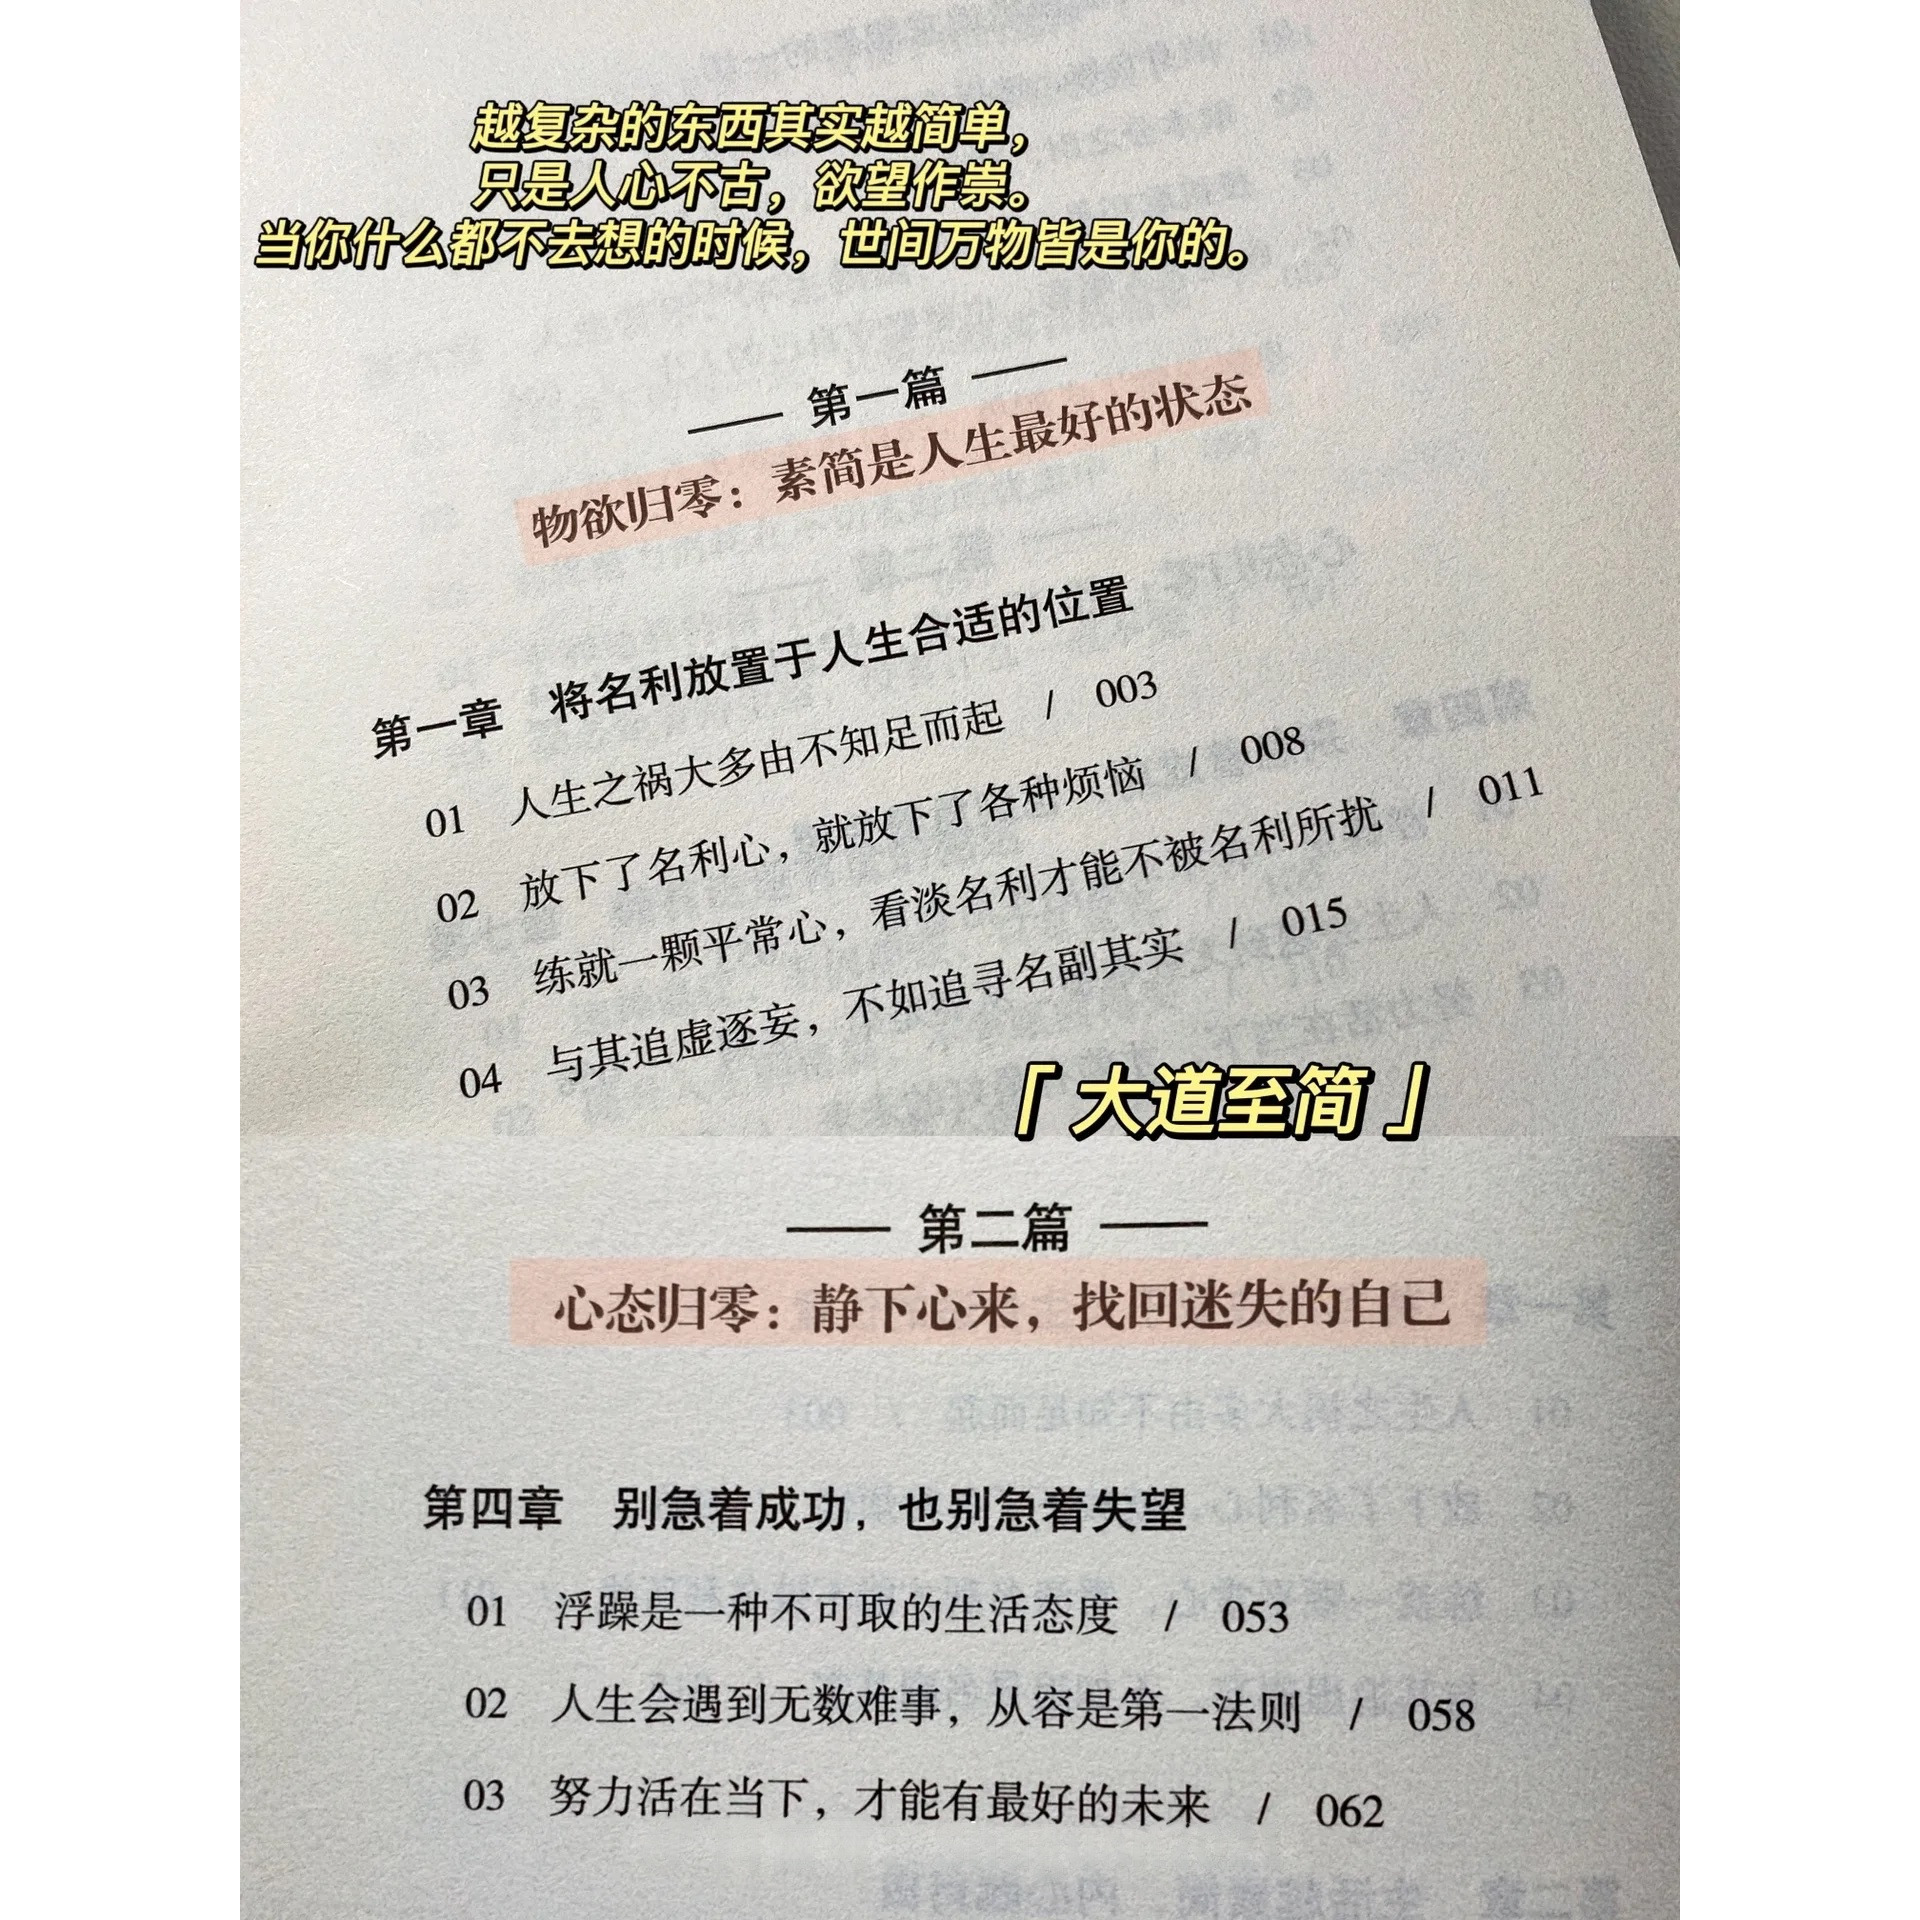 越复杂的东西其实越简单，
只是人心不古，欲望作祟。
当你什么都不去想的时候，世间万物皆是你的。
第一篇
物欲归零：素简是人生最好的状态
第一章 将名利放置于人生合适的位置
01 人生之祸大多由不知足而起 / 003
02 放下了名利心，就放下了各种烦恼 / 008
03 练就一颗平常心，看淡名利才能不被名利所扰 / 011
04 与其追虚逐妄，不如追寻名副其实 / 015
「大道至简」
第二篇
心态归零：静下心来，找回迷失的自己
第四章 别急着成功，也别急着失望
01 浮躁是一种不可取的生活态度 / 053
02 人生会遇到无数难事，从容是第一法则 / 058
03 努力活在当下，才能有最好的未来 / 062